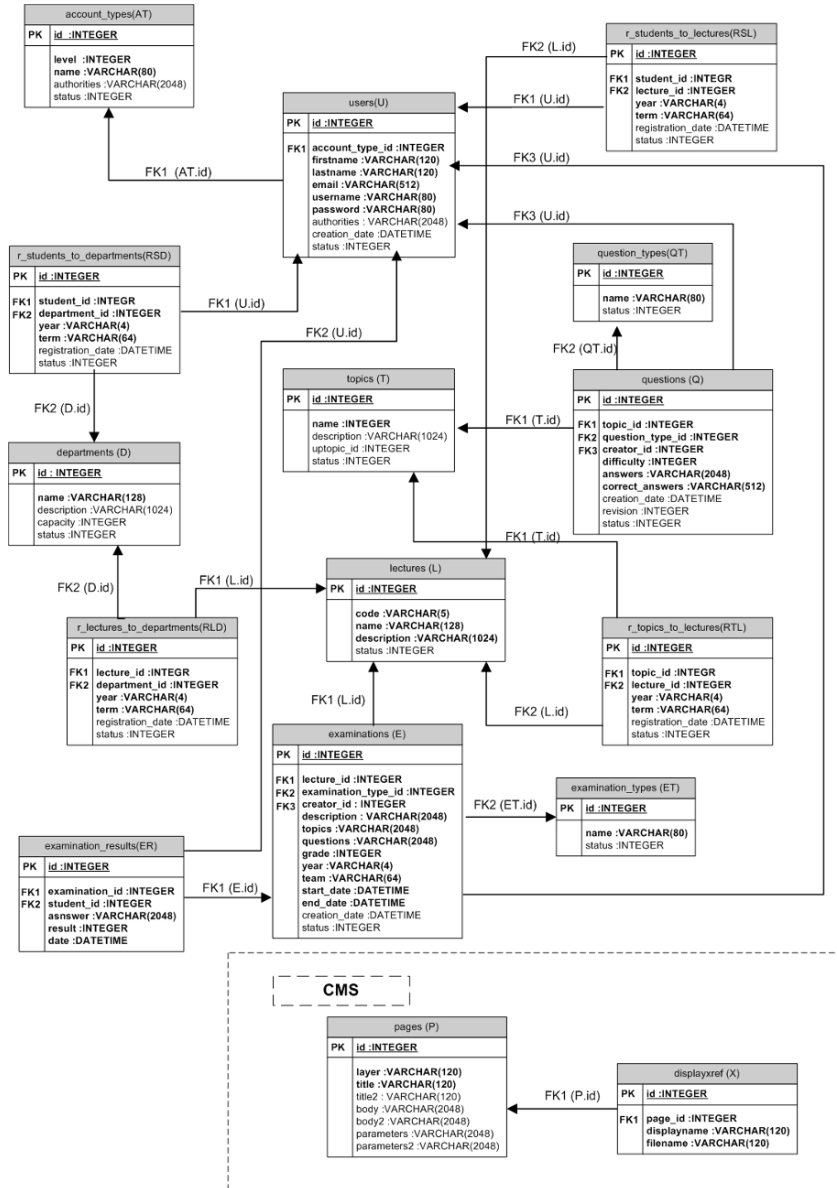 account_types(AT)
PK id :INTEGER
level :INTEGER
name :VARCHAR(80)
authorities :VARCHAR(2048)
status :INTEGER
FK1 (AT.id)
users(U)
PK id :INTEGER
FK1 account_type_id :INTEGER
firstname :VARCHAR(120)
lastname :VARCHAR(120)
email :VARCHAR(512)
username :VARCHAR(80)
password :VARCHAR(80)
authorities : VARCHAR(2048)
creation_date :DATETIME
status :INTEGER
FK2 (L.id)
FK1 (U.id)
FK3 (U.id)
FK3 (U.id)
r_students_to_lectures(RSL)
PK id :INTEGER
FK1 student_id :INTEGR
FK2 lecture_id :INTEGER
year :VARCHAR(4)
term :VARCHAR(64)
registration_date :DATETIME
status :INTEGER
r_students_to_departments(RSD)
PK id :INTEGER
FK1 student_id :INTEGR
FK2 department_id :INTEGER
year :VARCHAR(4)
term :VARCHAR(64)
registration_date :DATETIME
status :INTEGER
FK1 (U.id)
FK2 (U.id)
FK2 (D.id)
question_types(QT)
PK id :INTEGER
name :VARCHAR(80)
status :INTEGER
FK2 (QT.id)
topics (T)
PK id :INTEGER
name :INTEGER
description :VARCHAR(1024)
uptopic_id :INTEGER
status :INTEGER
FK1 (T.id)
questions (Q)
PK id :INTEGER
FK1 topic_id :INTEGER
FK2 question_type_id :INTEGER
FK3 creator_id :INTEGER
difficulty :INTEGER
answers :VARCHAR(2048)
correct_answers :VARCHAR(512)
creation_date :DATETIME
revision :INTEGER
status :INTEGER
departments (D)
PK id : INTEGER
name :VARCHAR(128)
description :VARCHAR(1024)
capacity :INTEGER
status :INTEGER
FK2 (D.id)
FK1 (L.id)
FK1 (T.id)
lectures (L)
PK id :INTEGER
code :VARCHAR(5)
name :VARCHAR(128)
description :VARCHAR(1024)
status :INTEGER
r_lectures_to_departments(RLD)
PK id :INTEGER
FK1 lecture_id :INTEGR
FK2 department_id :INTEGER
year :VARCHAR(4)
term :VARCHAR(64)
registration_date :DATETIME
status :INTEGER
r_topics_to_lectures(RTL)
PK id :INTEGER
FK1 topic_id :INTEGR
FK2 lecture_id :INTEGER
year :VARCHAR(4)
term :VARCHAR(64)
registration_date :DATETIME
status :INTEGER
FK1 (L.id)
FK2 (L.id)
examinations (E)
PK id :INTEGER
FK1 lecture_id :INTEGER
FK2 examination_type_id :INTEGER
FK3 creator_id : INTEGER
description : VARCHAR(2048)
topics :VARCHAR(2048)
questions :VARCHAR(2048)
grade :INTEGER
year :VARCHAR(4)
team :VARCHAR(64)
start_date :DATETIME
end_date :DATETIME
creation_date :DATETIME
status :INTEGER
FK2 (ET.id)
examination_types (ET)
PK id :INTEGER
name :VARCHAR(80)
status :INTEGER
examination_results(ER)
PK id :INTEGER
FK1 examination_id :INTEGER
FK2 student_id :INTEGER
asnswer :VARCHAR(2048)
result :INTEGER
date :DATETIME
FK1 (E.id)
CMS
pages (P)
PK id :INTEGER
layer :VARCHAR(120)
title :VARCHAR(120)
title2 : VARCHAR(120)
body :VARCHAR(2048)
body2 :VARCHAR(2048)
parameters :VARCHAR(2048)
parameters2 :VARCHAR(2048)
FK1 (P.id)
displayxref (X)
PK id :INTEGER
FK1 page_id :INTEGER
displayname :VARCHAR(120)
filename :VARCHAR(120)